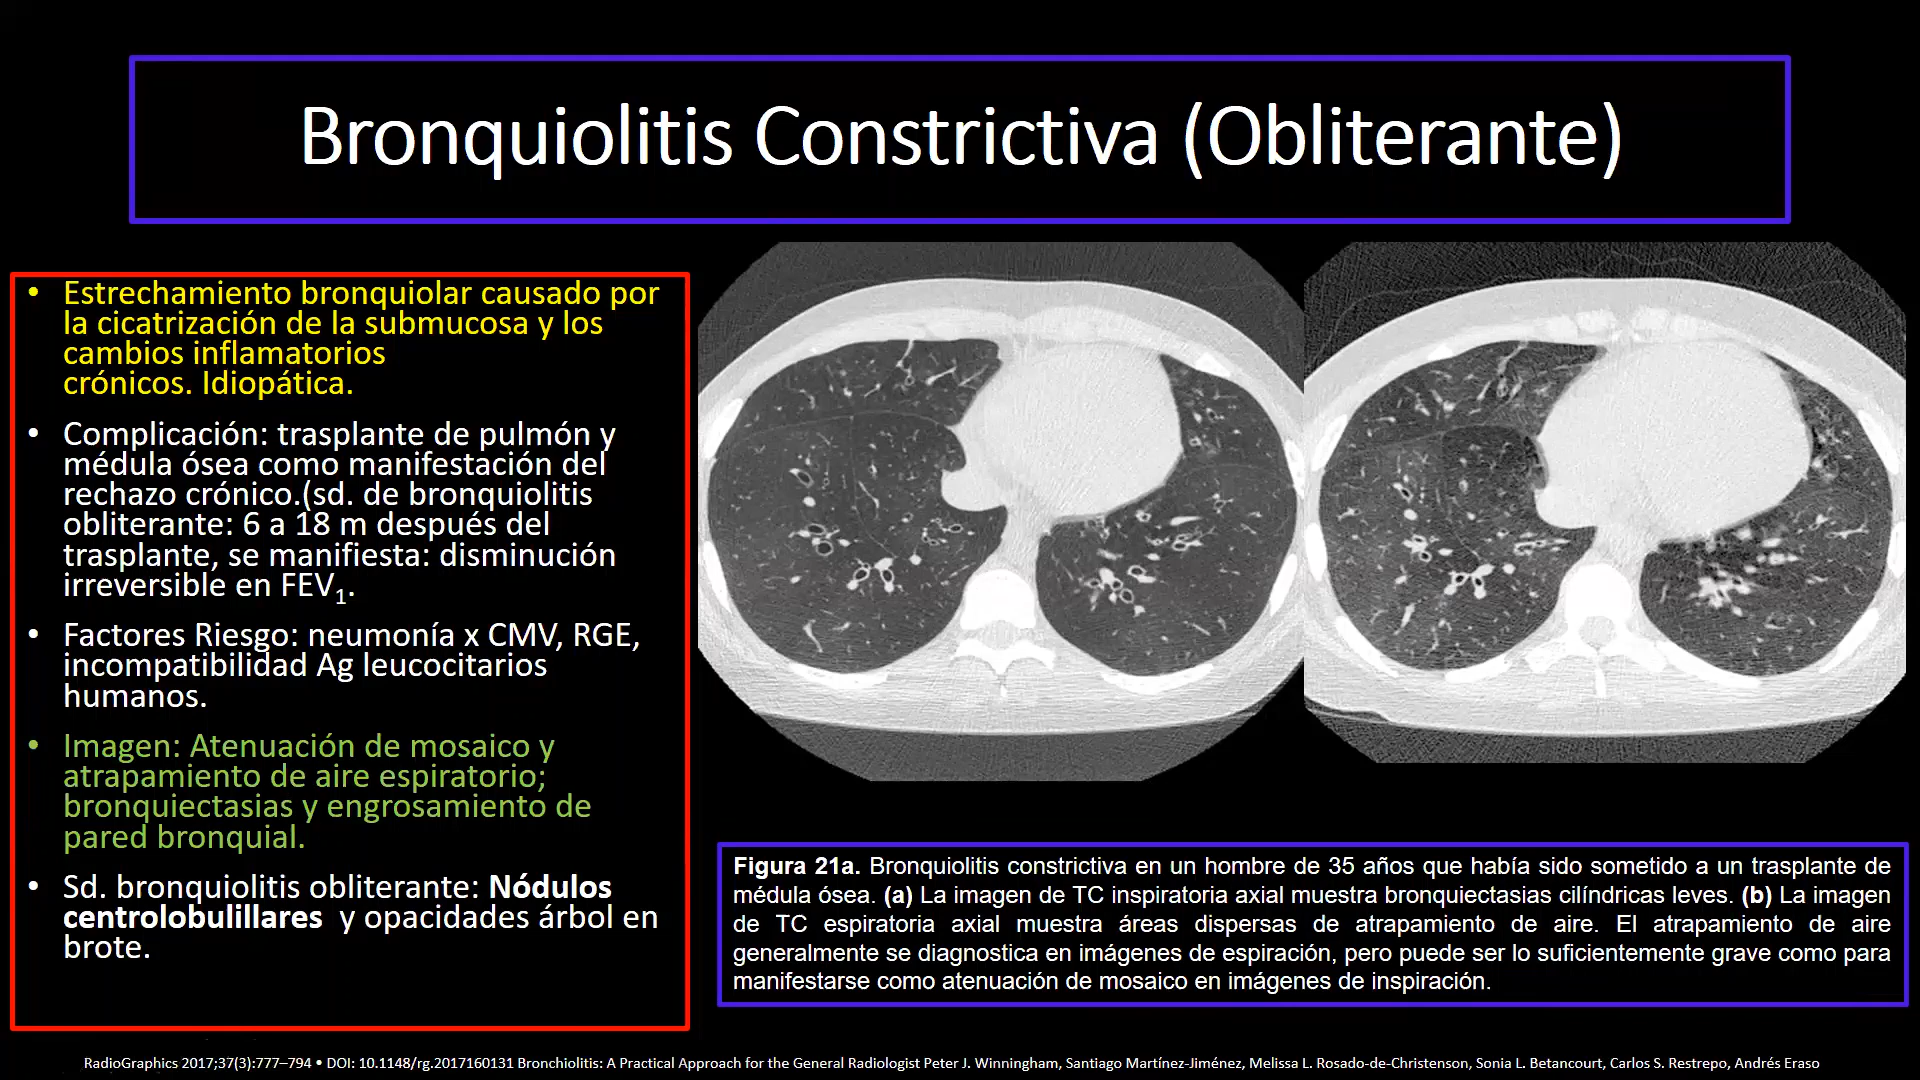 Bronquiolitis Constrictiva (Obliterante)
• Estrechamiento bronquiolar causado por
la cicatrización de la submucosa y los
cambios inflamatorios
crónicos. Idiopática.
• Complicación: trasplante de pulmón y
médula ósea como manifestación del
rechazo crónico.(sd. de bronquiolitis
obliterante: 6 a 18 m después del
trasplante, se manifiesta: disminución
irreversible en FEV1.
• Factores Riesgo: neumonía x CMV, RGE,
incompatibilidad Ag leucocitarios
humanos.
• Imagen: Atenuación de mosaico y
atrapamiento de aire espiratorio;
bronquiectasias y engrosamiento de
pared bronquial.
• Sd. bronquiolitis obliterante: Nódulos
centrolobulillares y opacidades árbol en
brote.
Figura 21a. Bronquiolitis constrictiva en un hombre de 35 años que había sido sometido a un trasplante de
médula ósea. (a) La imagen de TC inspiratoria axial muestra bronquiectasias cilíndricas leves. (b) La imagen
de TC espiratoria axial muestra áreas dispersas de atrapamiento de aire. El atrapamiento de aire
generalmente se diagnostica en imágenes de espiración, pero puede ser lo suficientemente grave como para
manifestarse como atenuación de mosaico en imágenes de inspiración.
RadioGraphics 2017;37(3):777–794 • DOI: 10.1148/rg.2017160131 Bronchiolitis: A Practical Approach for the General Radiologist Peter J. Winningham, Santiago Martínez-Jiménez, Melissa L. Rosado-de-Christenson, Sonia L. Betancourt, Carlos S. Restrepo, Andrés Eraso